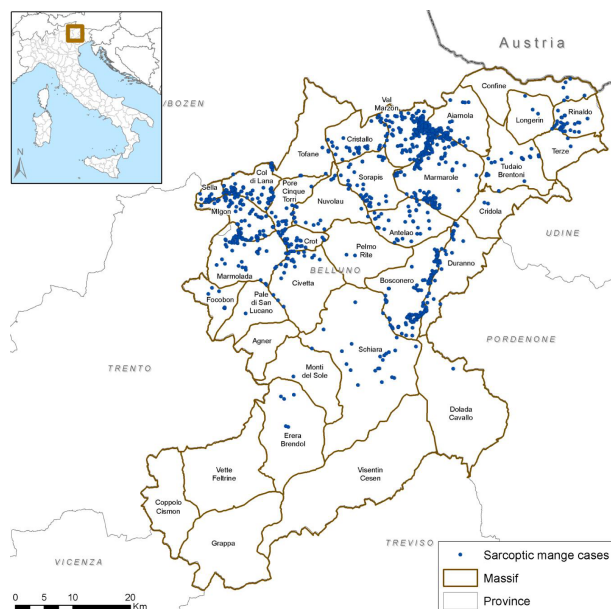 Austria
/BOZEN
N
Confine
Val
Marzon
Aiamola
Longerin
Rinaldo
Cristallo
Terze
Tofane
Tudaio
Brentoni
Col
di Lana
Sorapis
Marmarole
Sella
Pore
Cinque
Torri
Nuvolau
Migon
Cridola
Antelao
UDINE
Crot
Pelmo
Rite
Duranno
BELLUNO
Marmolada
Civetta
Bosconero
Focobon
Pale
di San
Lucano
PORDENONE
Agner
Schiara
TRENTO
Monti
del Sole
Dolada
Cavallo
Erera
Brendol
Vette
Feltrine
Visentin
Cesen
Coppolo
Cismon
Grappa
TREVISO
VICENZA
Sarcoptic mange cases
Massif
Province
0 5 10 20
Km